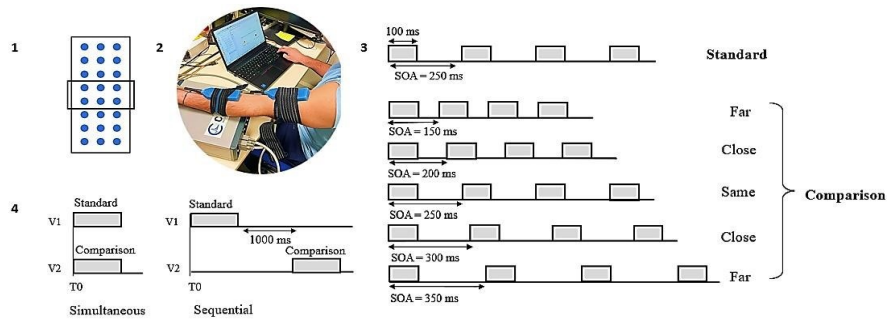 1
2
3
100 ms
SOA = 250 ms
Standard
SOA = 150 ms
Far
SOA = 200 ms
Close
SOA = 250 ms
Same
SOA = 300 ms
Close
SOA = 350 ms
Far
Comparison
4
Standard
V1
Comparison
V2
T0
Simultaneous
Standard
V1
1000 ms
Comparison
V2
T0
Sequential